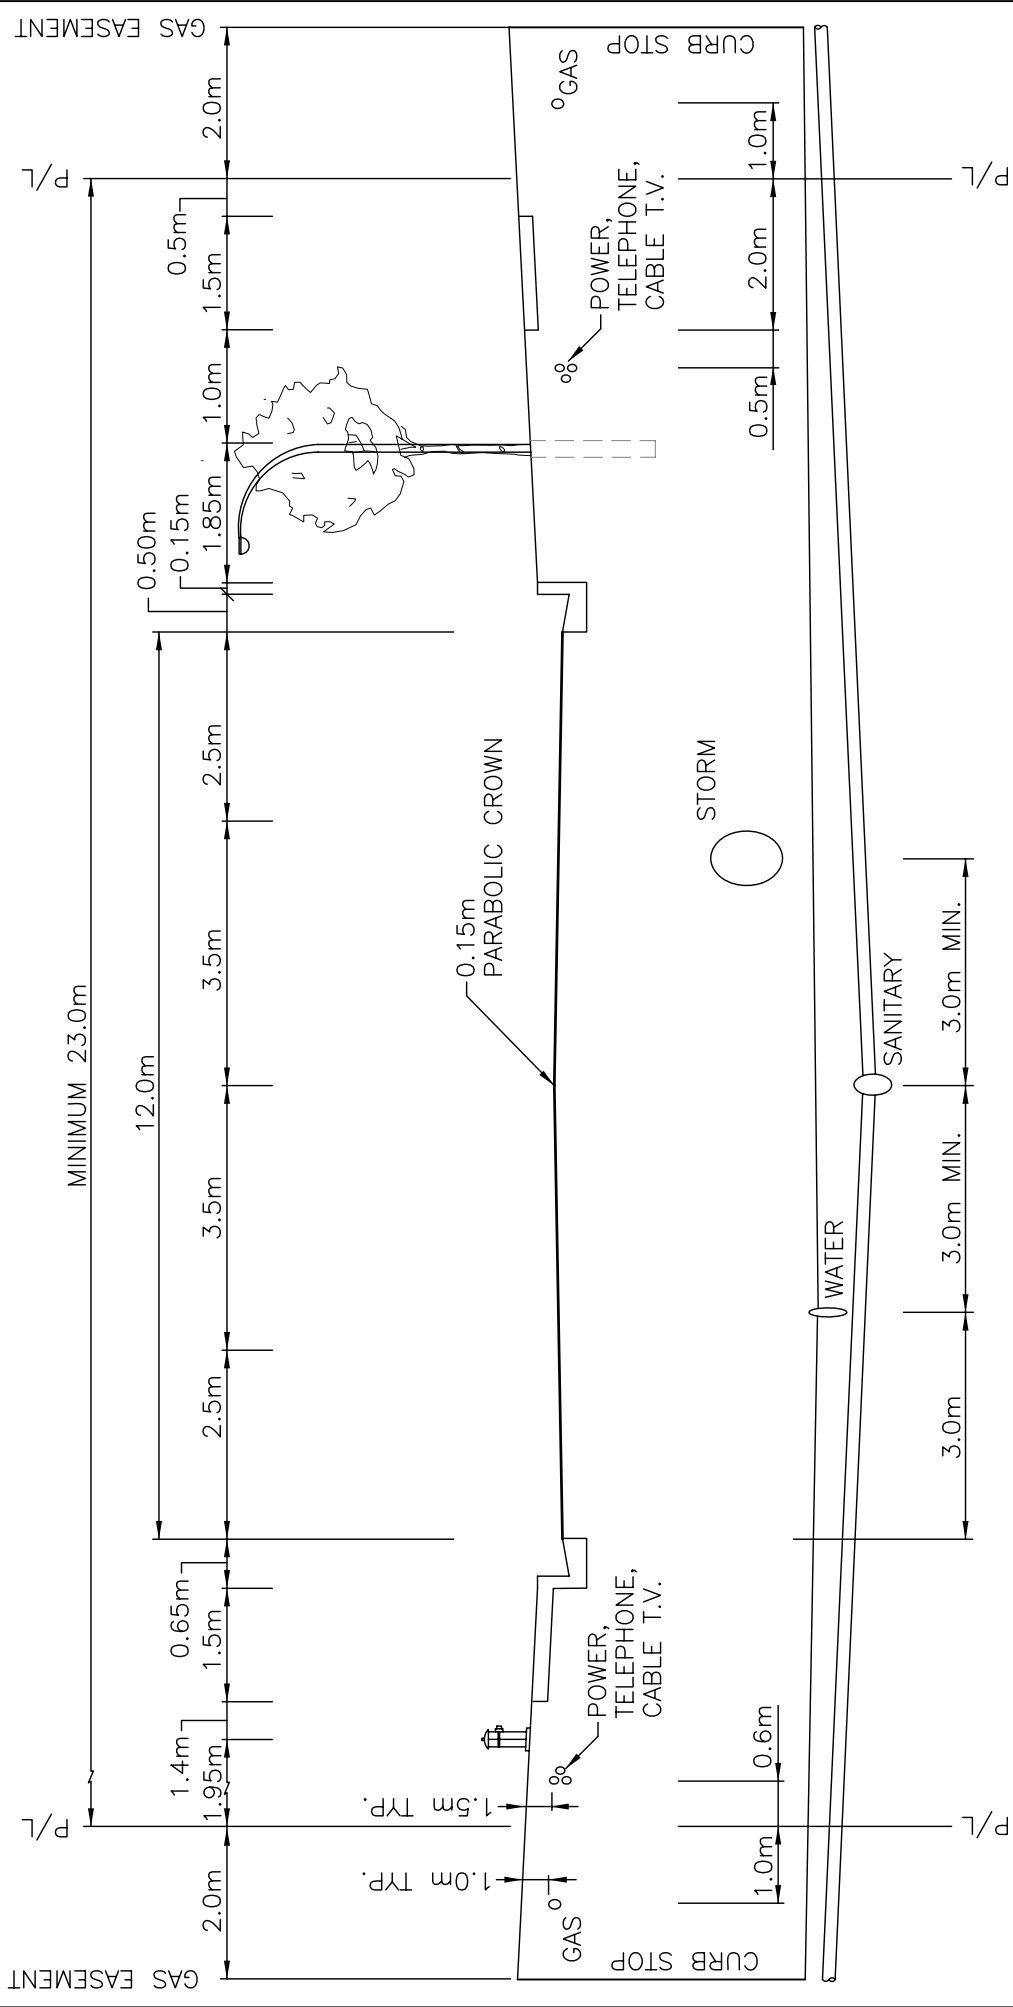 GAS EASEMENT
2.0m
P/L
1.4m
1.95m
0.65m
1.5m
2.5m
3.5m
3.5m
2.5m
0.50m
0.15m
1.85m
1.0m
1.5m
0.5m
P/L
2.0m
GAS EASEMENT
MINIMUM 23.0m
12.0m
0.15m
PARABOLIC CROWN
1.0m TYP.
1.5m TYP.
GAS
POWER,
TELEPHONE,
CABLE T.V.
CURB STOP
1.0m
0.6m
STORM
WATER
SANITARY
POWER,
TELEPHONE,
CABLE T.V.
GAS
CURB STOP
0.5m
2.0m
1.0m
3.0m
3.0m MIN.
3.0m MIN.
P/L
P/L